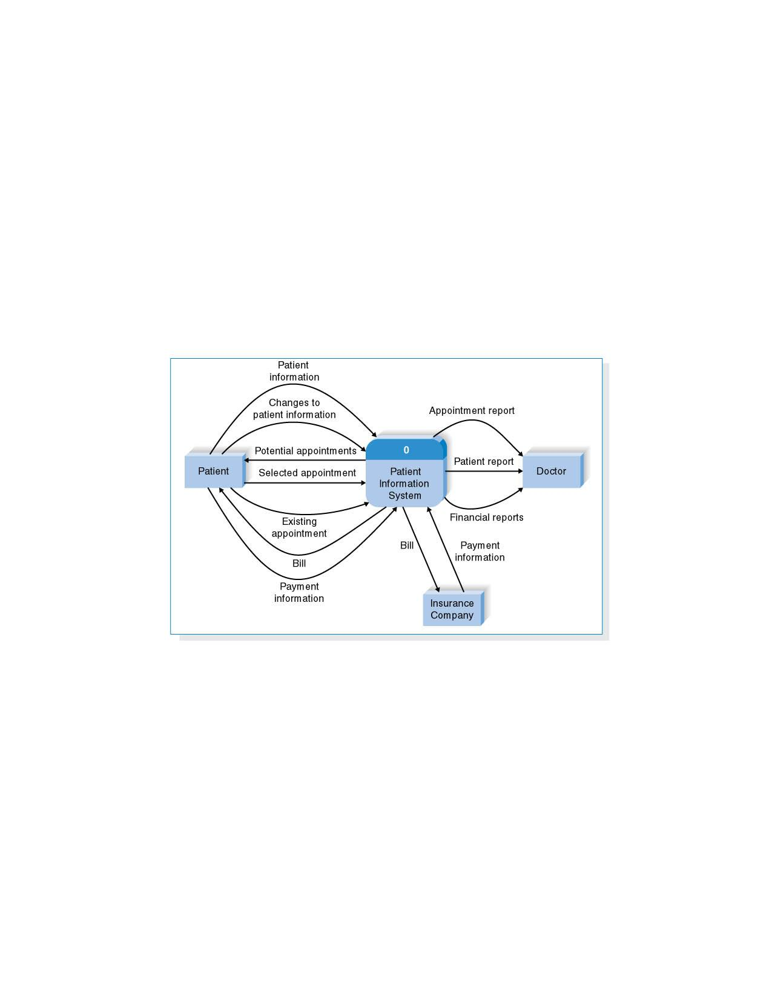 Patient
information
Changes to
patient information
Appointment report
Potential appointments
0
Patient report
Patient
Selected appointment
Patient
Information
System
Doctor
Existing
appointment
Financial reports
Bill
Payment
information
Bill
Payment
information
Insurance
Company